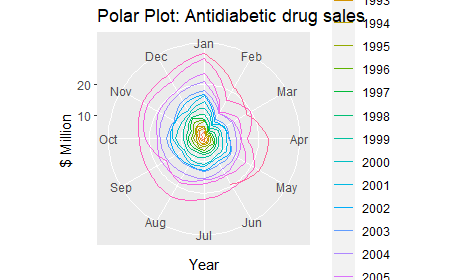 Polar Plot: Antidiabetic drug sales
Jan
Feb
Mar
Apr
May
Jun
Jul
Aug
Sep
Oct
Nov
Dec
20
10
$ Million
Year
1993
1994
1995
1996
1997
1998
1999
2000
2001
2002
2003
2004
2005